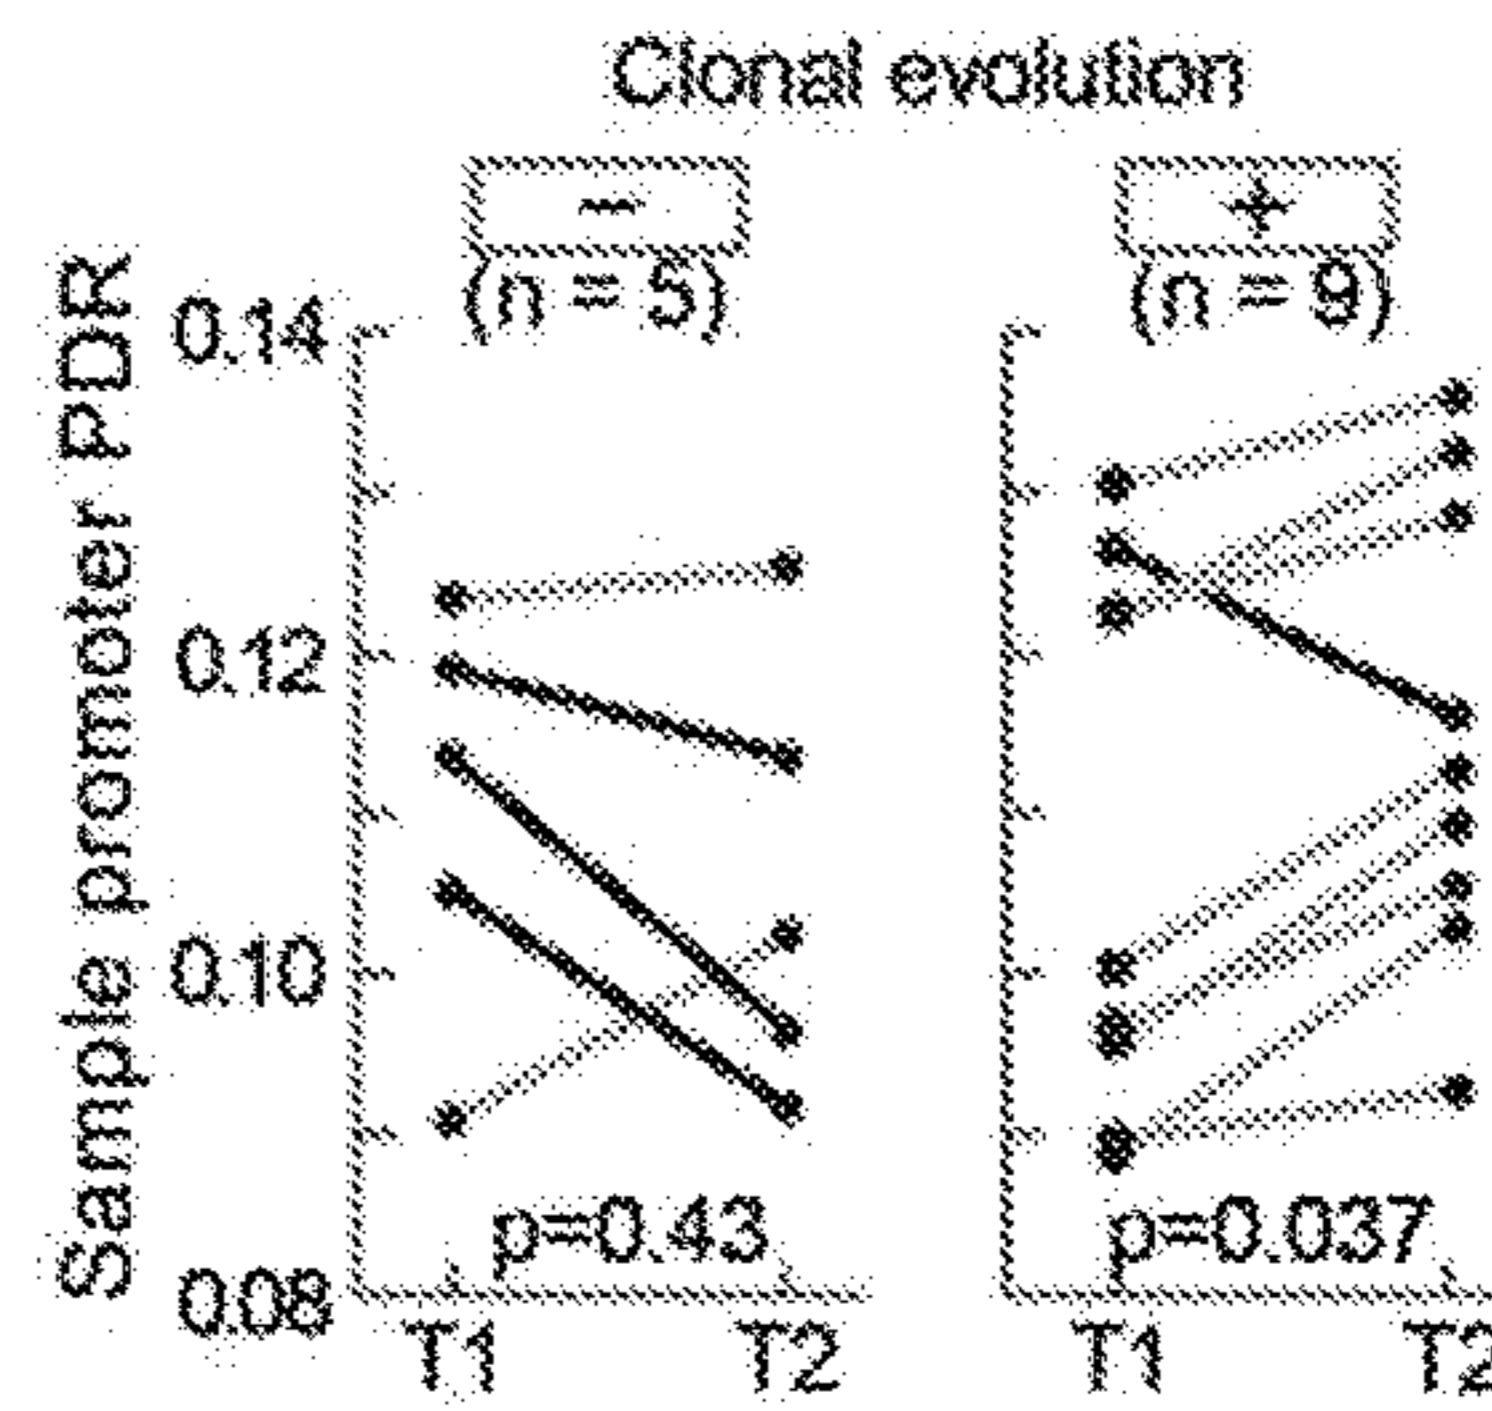 Clonal evolution
− +
(n = 5) (n = 9)
Sample promoter PDR
0.14
0.12
0.10
0.08
p=0.43 p=0.037
T1 T2 T1 T2